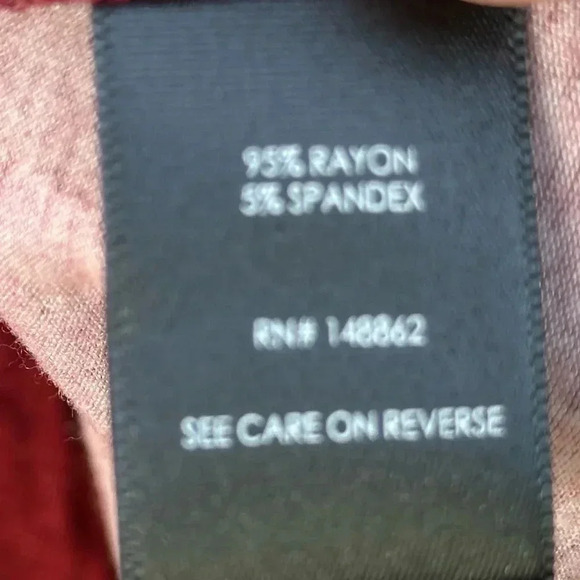 95% RAYON
5% SPANDEX
RN# 148862
SEE CARE ON REVERSE